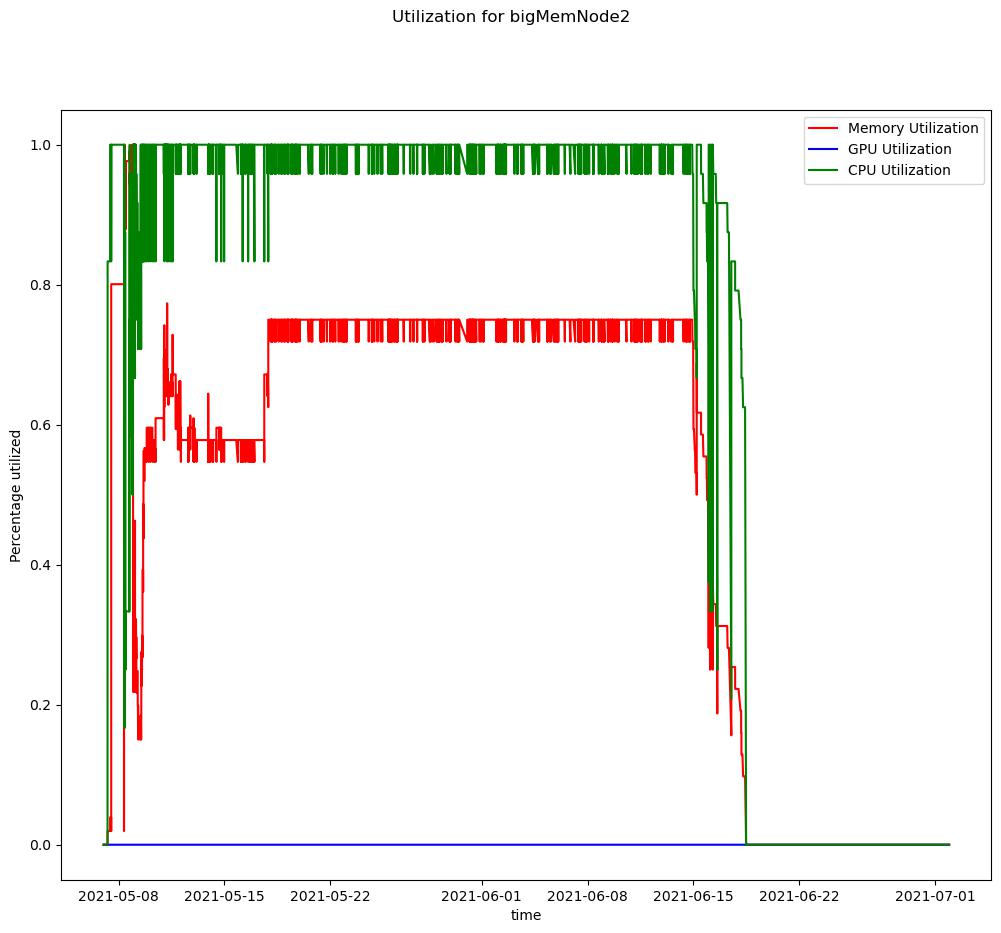 Utilization for bigMemNode2
Memory Utilization
GPU Utilization
CPU Utilization
Percentage utilized
1.0
0.8
0.6
0.4
0.2
0.0
2021-05-08 2021-05-15 2021-05-22 2021-06-01 2021-06-08 2021-06-15 2021-06-22 2021-07-01
time